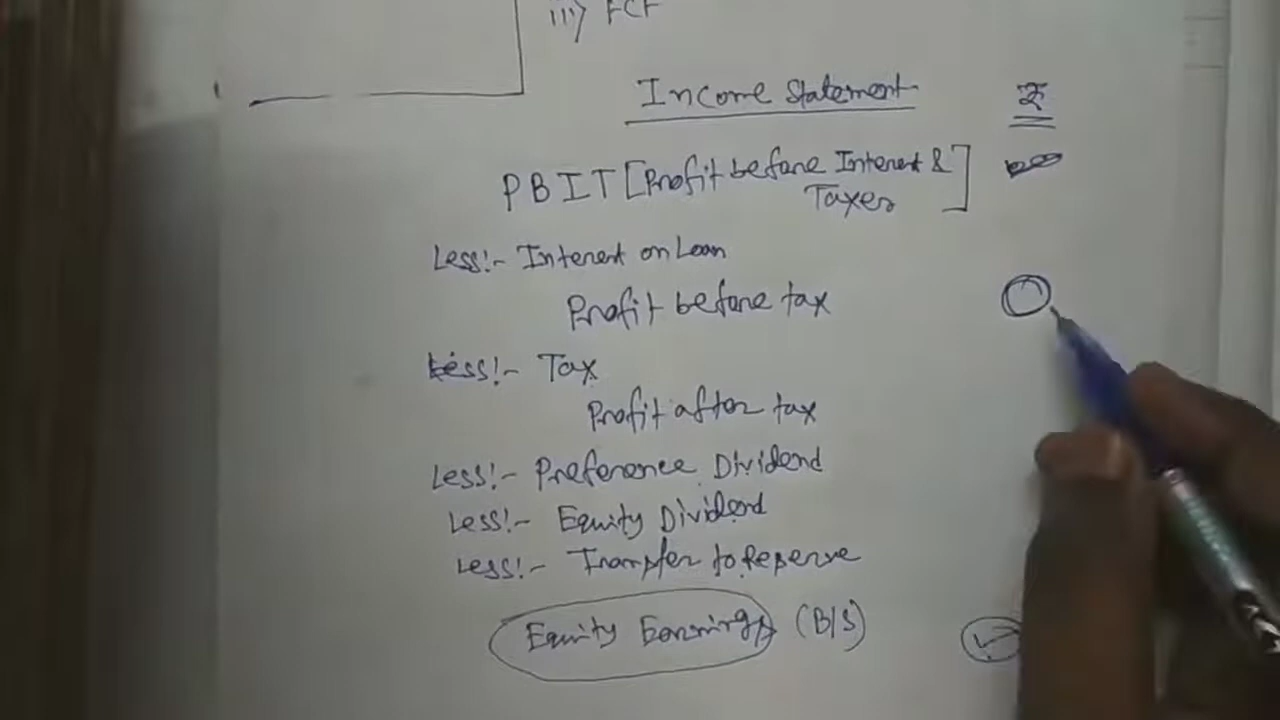 iii) FCF
Income Statement ₹
PBIT [Profit before Interest &
Taxes]
Less:- Interest on Loan
Profit before tax
Less:- Tax
Profit after tax
Less:- Preference Dividend
Less:- Equity Dividend
Less:- Transfer to Reserve
Equity Earnings (B/S)